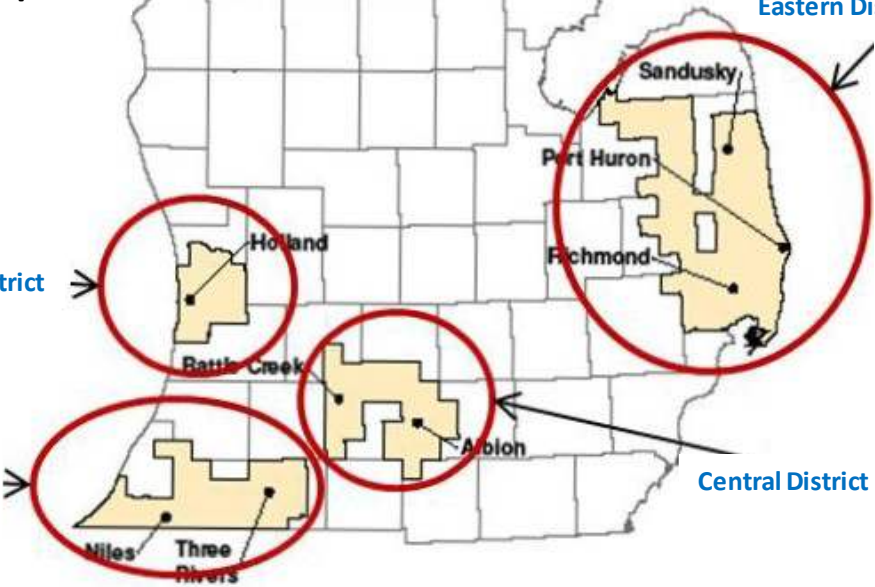 Eastern Di
Sandusky
Port Huron
Holland
Richmond
trict
Battle Creek
Albion
Central District
Niles
Three
Rivers